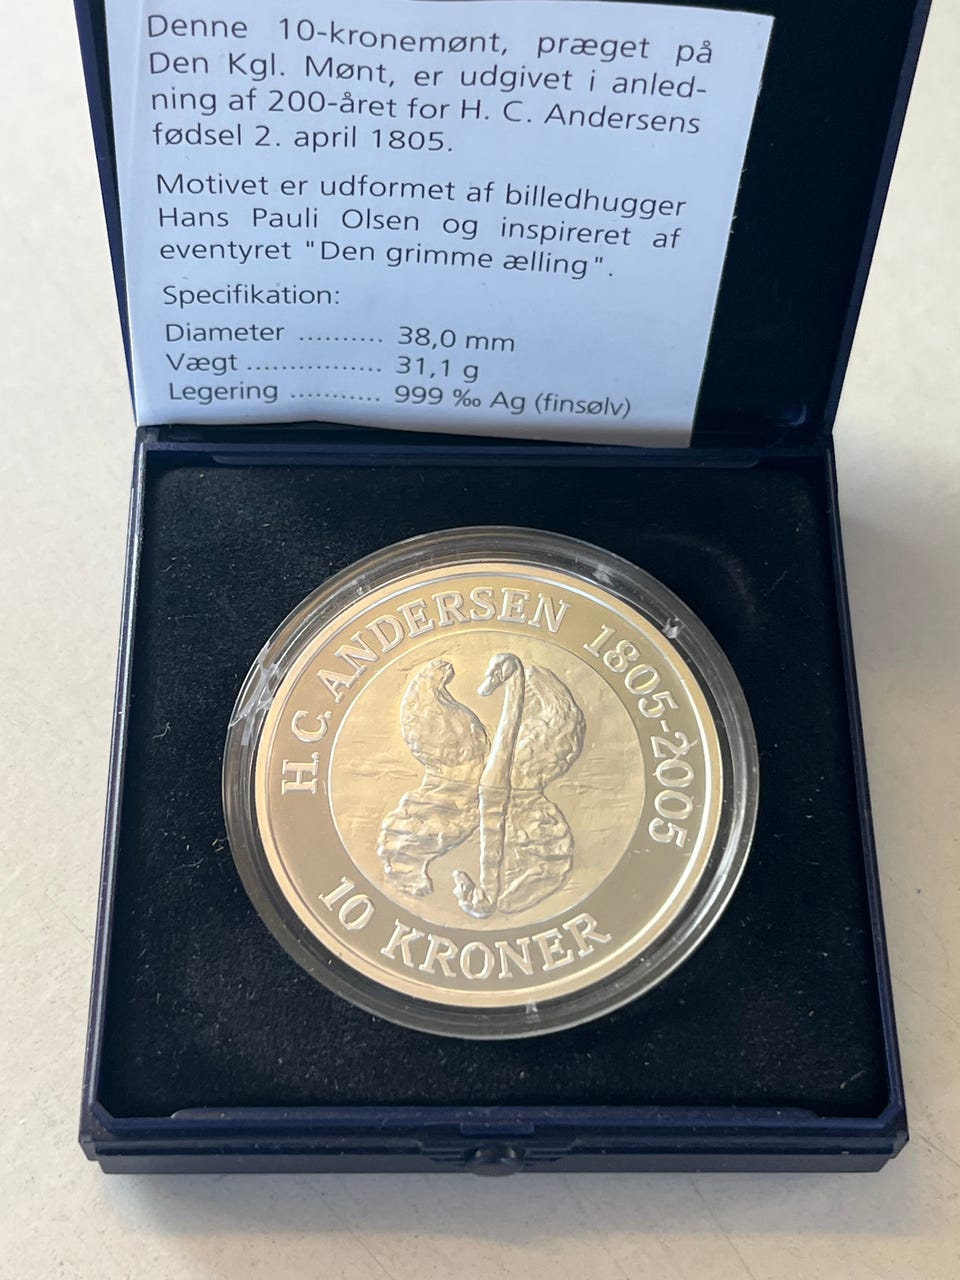 Denne 10-kronemønt, præget på
Den Kgl. Mønt, er udgivet i anled-
ning af 200-året for H. C. Andersens
fødsel 2. april 1805.
Motivet er udformet af billedhugger
Hans Pauli Olsen og inspireret af
eventyret "Den grimme ælling".
Specifikation:
Diameter .......... 38,0 mm
Vægt ................ 31,1 g
Legering ........... 999 ‰ Ag (finsølv)
H. C. ANDERSEN 1805-2005
10 KRONER